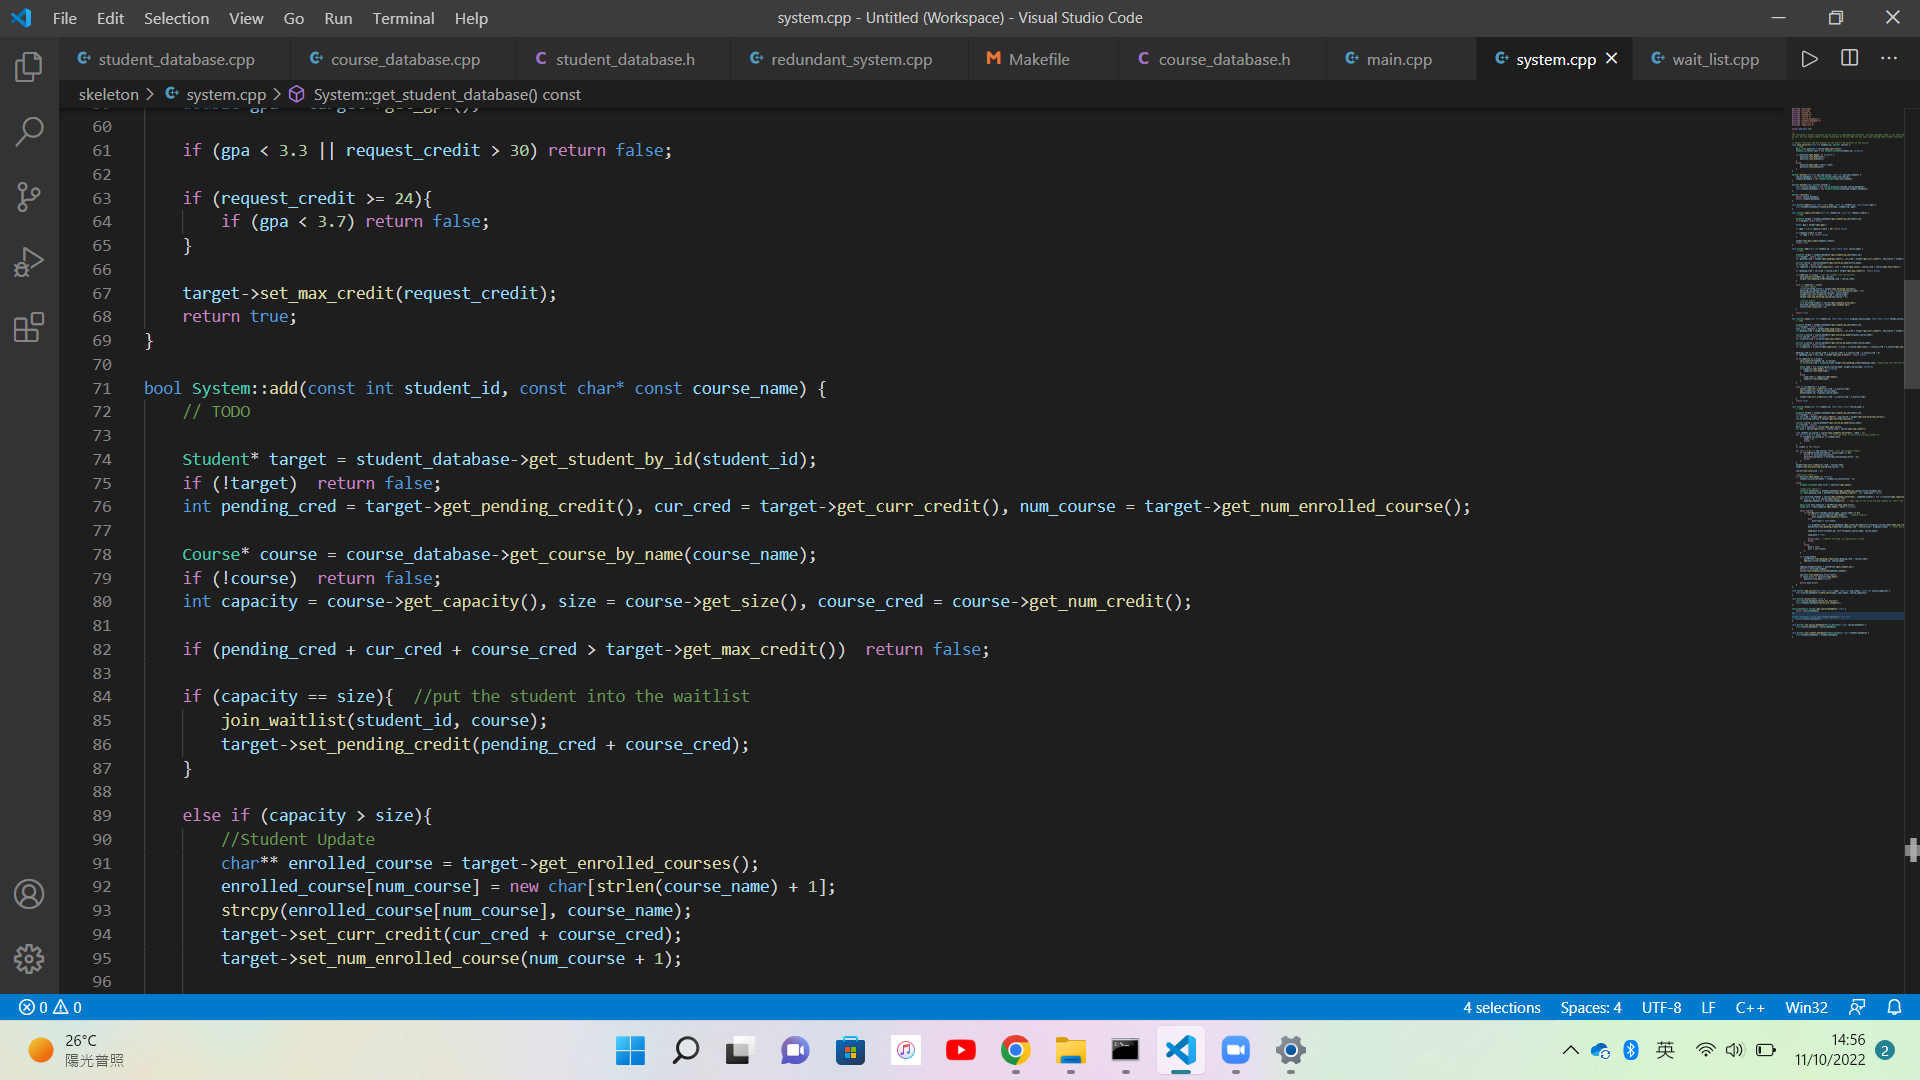 File Edit Selection View Go Run Terminal Help
system.cpp - Untitled (Workspace) - Visual Studio Code
student_database.cpp course_database.cpp student_database.h redundant_system.cpp Makefile course_database.h main.cpp system.cpp wait_list.cpp
skeleton > system.cpp > System::get_student_database() const
60
61 if (gpa < 3.3 || request_credit > 30) return false;
62
63 if (request_credit >= 24){
64 if (gpa < 3.7) return false;
65 }
66
67 target->set_max_credit(request_credit);
68 return true;
69 }
70
71 bool System::add(const int student_id, const char* const course_name) {
72 // TODO
73
74 Student* target = student_database->get_student_by_id(student_id);
75 if (!target)  return false;
76 int pending_cred = target->get_pending_credit(), cur_cred = target->get_curr_credit(), num_course = target->get_num_enrolled_course();
77
78 Course* course = course_database->get_course_by_name(course_name);
79 if (!course)  return false;
80 int capacity = course->get_capacity(), size = course->get_size(), course_cred = course->get_num_credit();
81
82 if (pending_cred + cur_cred + course_cred > target->get_max_credit())  return false;
83
84 if (capacity == size){  //put the student into the waitlist
85 join_waitlist(student_id, course);
86 target->set_pending_credit(pending_cred + course_cred);
87 }
88
89 else if (capacity > size){
90 //Student Update
91 char** enrolled_course = target->get_enrolled_courses();
92 enrolled_course[num_course] = new char[strlen(course_name) + 1];
93 strcpy(enrolled_course[num_course], course_name);
94 target->set_curr_credit(cur_cred + course_cred);
95 target->set_num_enrolled_course(num_course + 1);
96
0 0 4 selections Spaces: 4 UTF-8 LF C++ Win32
26°C
陽光普照
英
14:56
11/10/2022
2